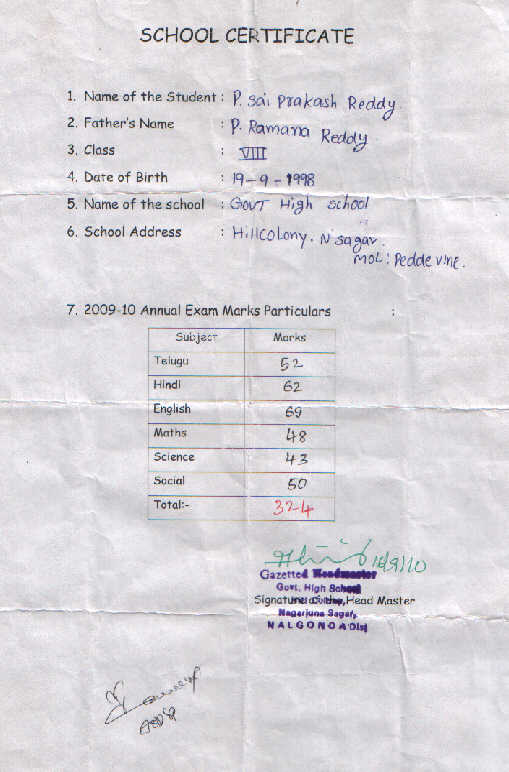 SCHOOL CERTIFICATE
1. Name of the Student : P. Sai Prakash Reddy
2. Father's Name : P. Ramana Reddy
3. Class : VIII
4. Date of Birth : 19-9-1998
5. Name of the school : GOVT High school
6. School Address : Hillcolony. N'sagar.
MDL: Peddevine.
7. 2009-10 Annual Exam Marks Particulars :
Subject Marks
Telugu 52
Hindi 62
English 69
Maths 48
Science 43
Social 50
Total:- 324
16/9/10
Gazetted Headmaster
Govt. High School
Signature of the, Head Master
Nagarjuna Sagar,
NALGONDA Dist